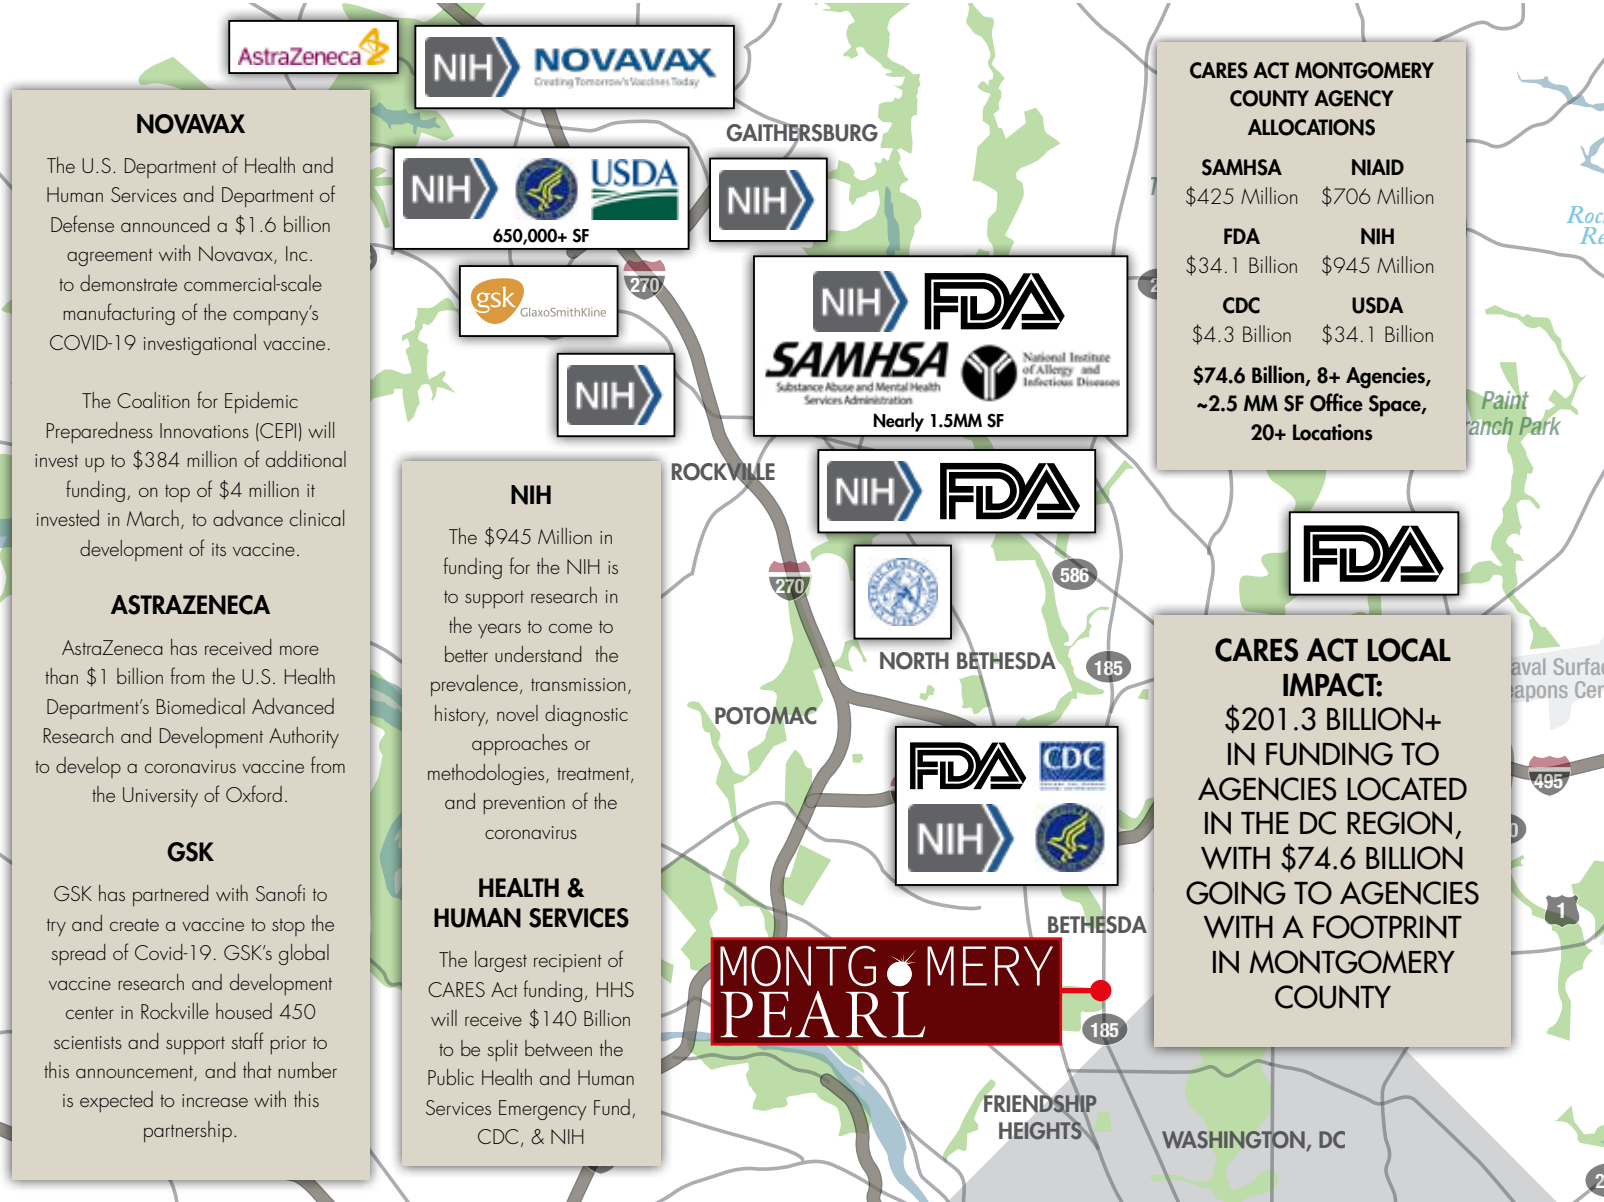 AstraZeneca
NIH
NOVAVAX
Creating Tomorrow's Vaccines Today
NOVAVAX
The U.S. Department of Health and
Human Services and Department of
Defense announced a $1.6 billion
agreement with Novavax, Inc.
to demonstrate commercial-scale
manufacturing of the company's
COVID-19 investigational vaccine.
The Coalition for Epidemic
Preparedness Innovations (CEPI) will
invest up to $384 million of additional
funding, on top of $4 million it
invested in March, to advance clinical
development of its vaccine.
ASTRAZENECA
AstraZeneca has received more
than $1 billion from the U.S. Health
Department's Biomedical Advanced
Research and Development Authority
to develop a coronavirus vaccine from
the University of Oxford.
GSK
GSK has partnered with Sanofi to
try and create a vaccine to stop the
spread of Covid-19. GSK's global
vaccine research and development
center in Rockville housed 450
scientists and support staff prior to
this announcement, and that number
is expected to increase with this
partnership.
GAITHERSBURG
NIH
USDA
650,000+ SF
NIH
270
gsk
GlaxoSmithKline
NIH
NIH
FDA
SAMHSA
Substance Abuse and Mental Health
Services Administration
National Institute
of Allergy and
Infectious Diseases
Nearly 1.5MM SF
ROCKVILLE
NIH
FDA
NIH
The $945 Million in
funding for the NIH is
to support research in
the years to come to
better understand the
prevalence, transmission,
history, novel diagnostic
approaches or
methodologies, treatment,
and prevention of the
coronavirus
HEALTH &
HUMAN SERVICES
The largest recipient of
CARES Act funding, HHS
will receive $140 Billion
to be split between the
Public Health and Human
Services Emergency Fund,
CDC, & NIH
270
586
NORTH BETHESDA
185
POTOMAC
FDA
CDC
NIH
BETHESDA
MONTGOMERY
PEARL
185
FRIENDSHIP
HEIGHTS
WASHINGTON, DC
CARES ACT MONTGOMERY
COUNTY AGENCY
ALLOCATIONS
SAMHSA NIAID
$425 Million $706 Million
FDA NIH
$34.1 Billion $945 Million
CDC USDA
$4.3 Billion $34.1 Billion
$74.6 Billion, 8+ Agencies,
~2.5 MM SF Office Space,
20+ Locations
Paint
anch Park
FDA
CARES ACT LOCAL
IMPACT:
$201.3 BILLION+
IN FUNDING TO
AGENCIES LOCATED
IN THE DC REGION,
WITH $74.6 BILLION
GOING TO AGENCIES
WITH A FOOTPRINT
IN MONTGOMERY
COUNTY
aval Surfa
apons Cen
495
1